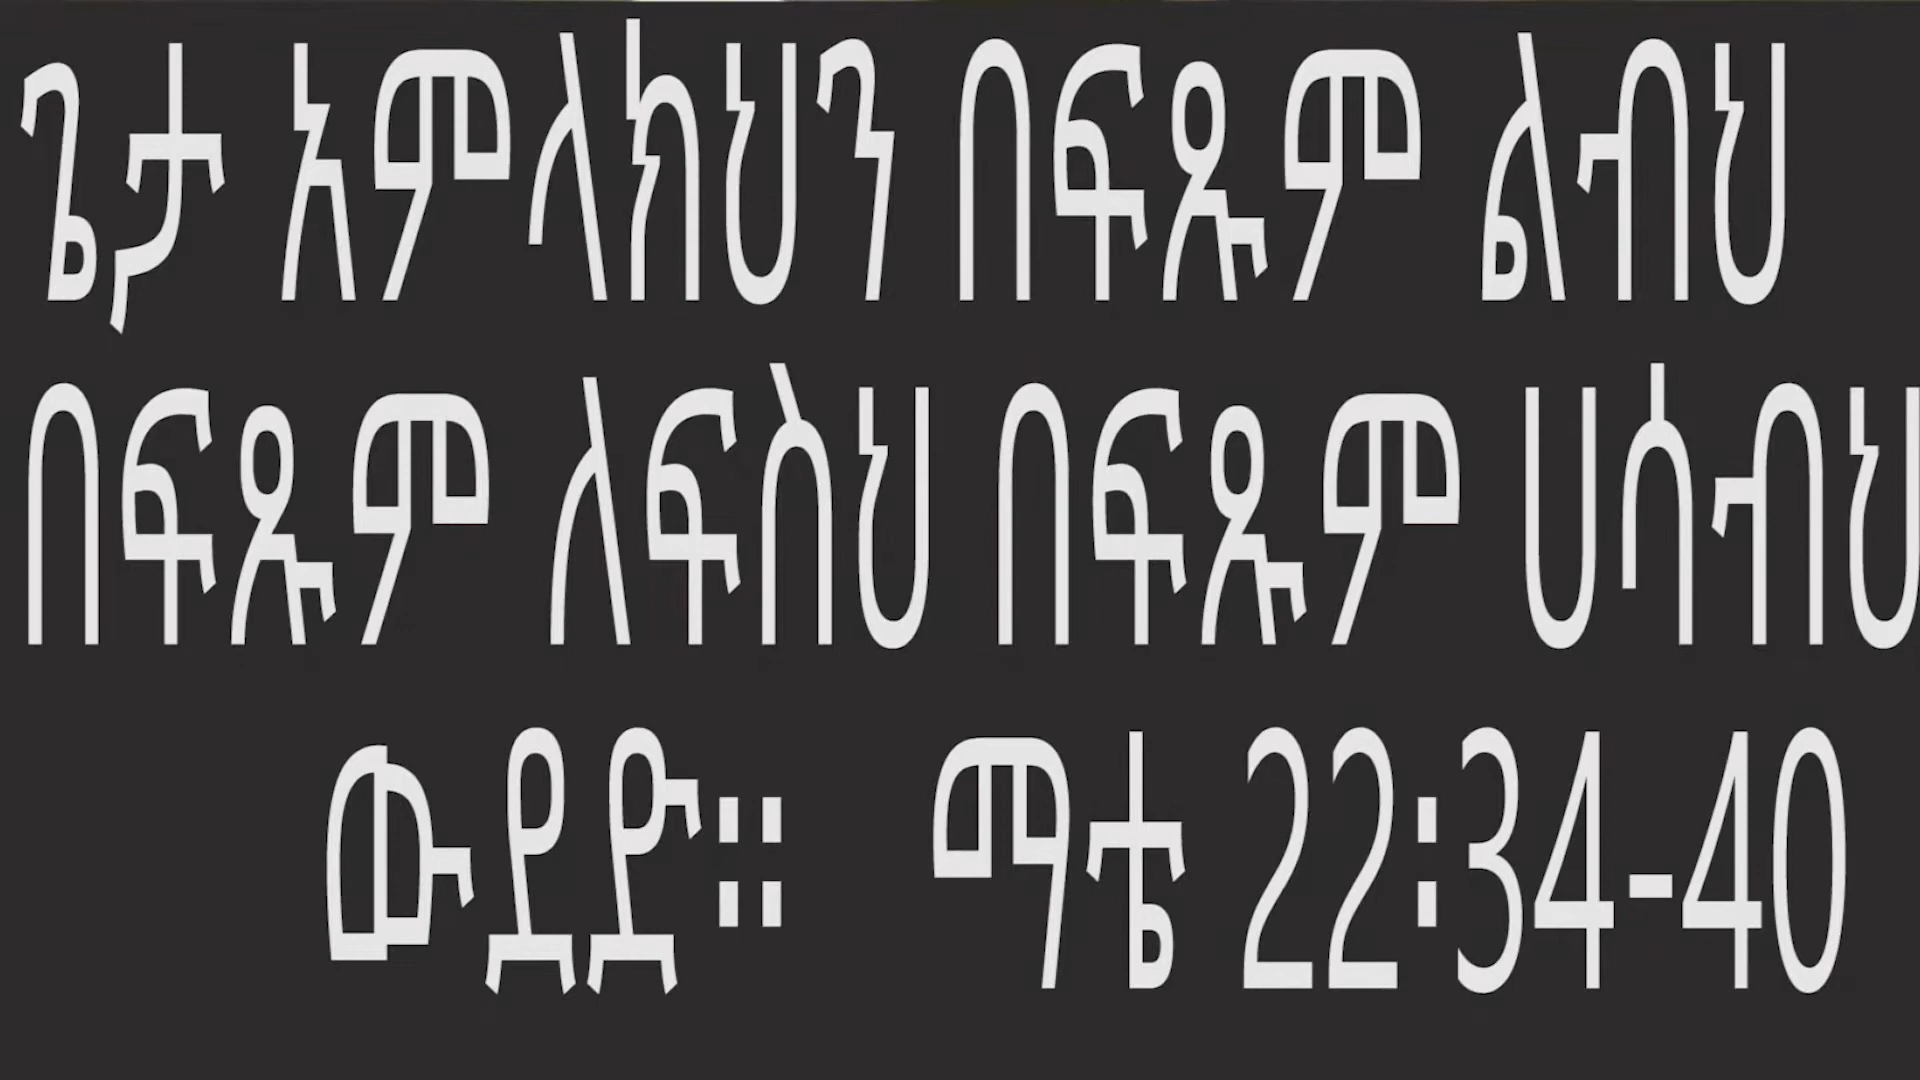 ጌታ አምላክህን በፍጹም ልብህ
በፍጹም ለፍስህ በፍጹም ሀሳብህ
ውደድ፡፡ ማቴ 22፡34-40